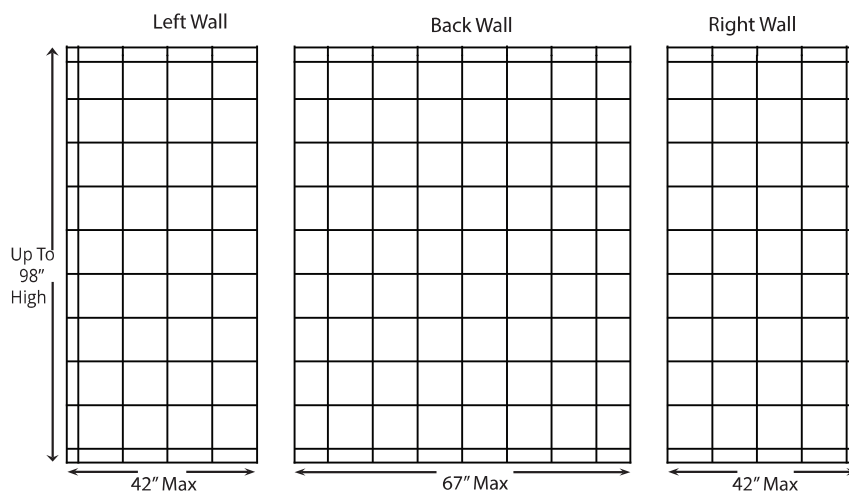 Left Wall
Back Wall
Right Wall
Up To
98”
High
42” Max
67” Max
42” Max